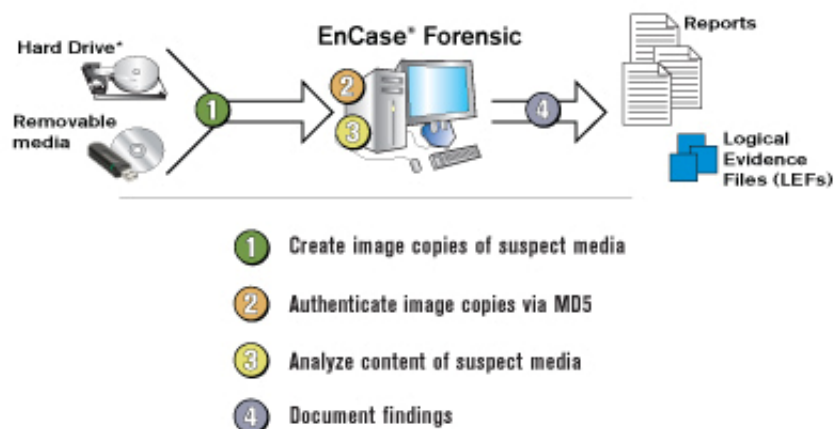 EnCase® Forensic
Hard Drive*
Removable
media
1
2
3
4
Reports
Logical
Evidence
Files (LEFs)
1 Create image copies of suspect media
2 Authenticate image copies via MD5
3 Analyze content of suspect media
4 Document findings